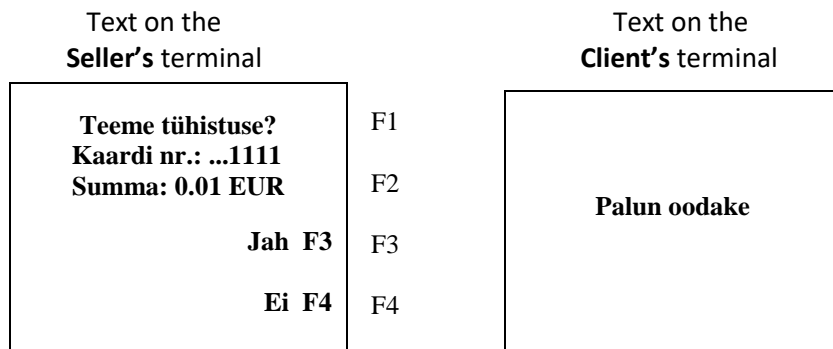 Text on the
Seller's terminal
Text on the
Client's terminal
Teeme tühistuse?
Kaardi nr.: ...1111
Summa: 0.01 EUR
Jah F3
Ei F4
F1
F2
F3
F4
Palun oodake